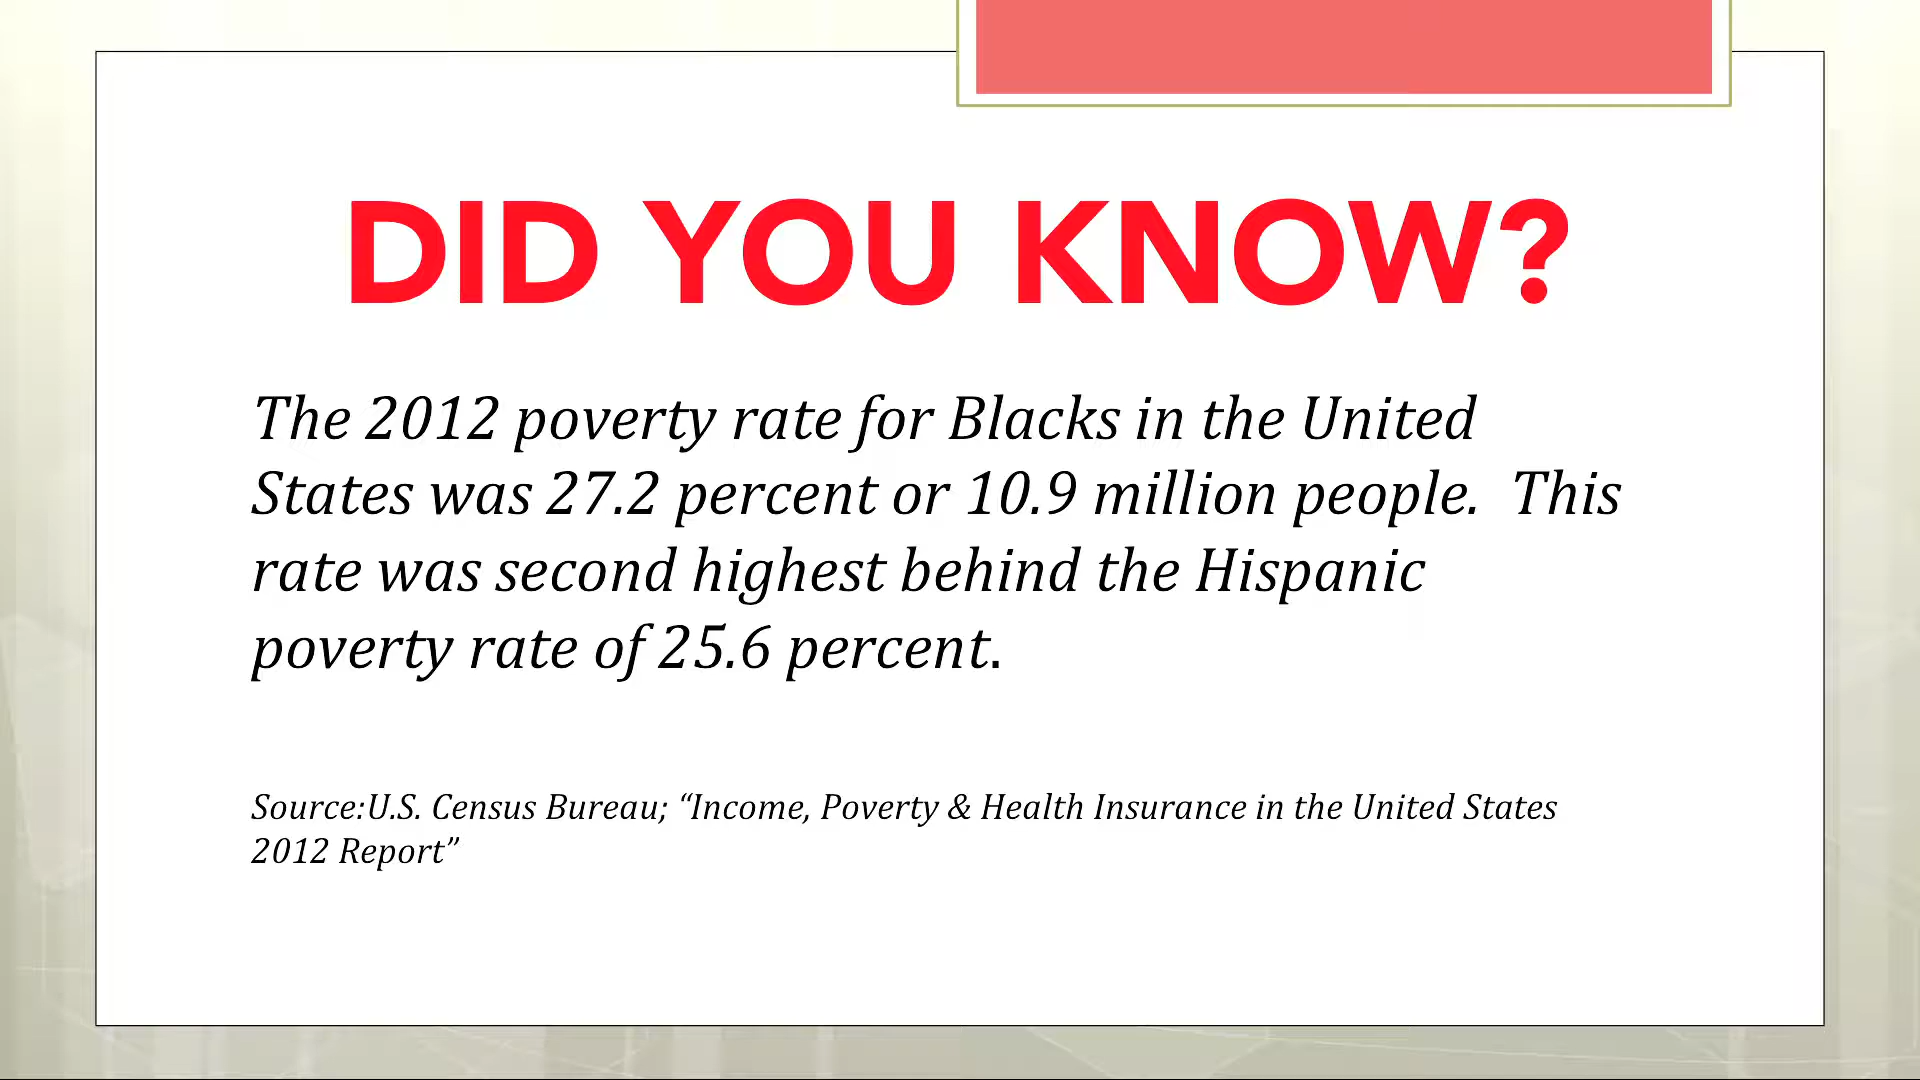 DID YOU KNOW?
The 2012 poverty rate for Blacks in the United
States was 27.2 percent or 10.9 million people.  This
rate was second highest behind the Hispanic
poverty rate of 25.6 percent.
Source:U.S. Census Bureau; “Income, Poverty & Health Insurance in the United States
2012 Report”